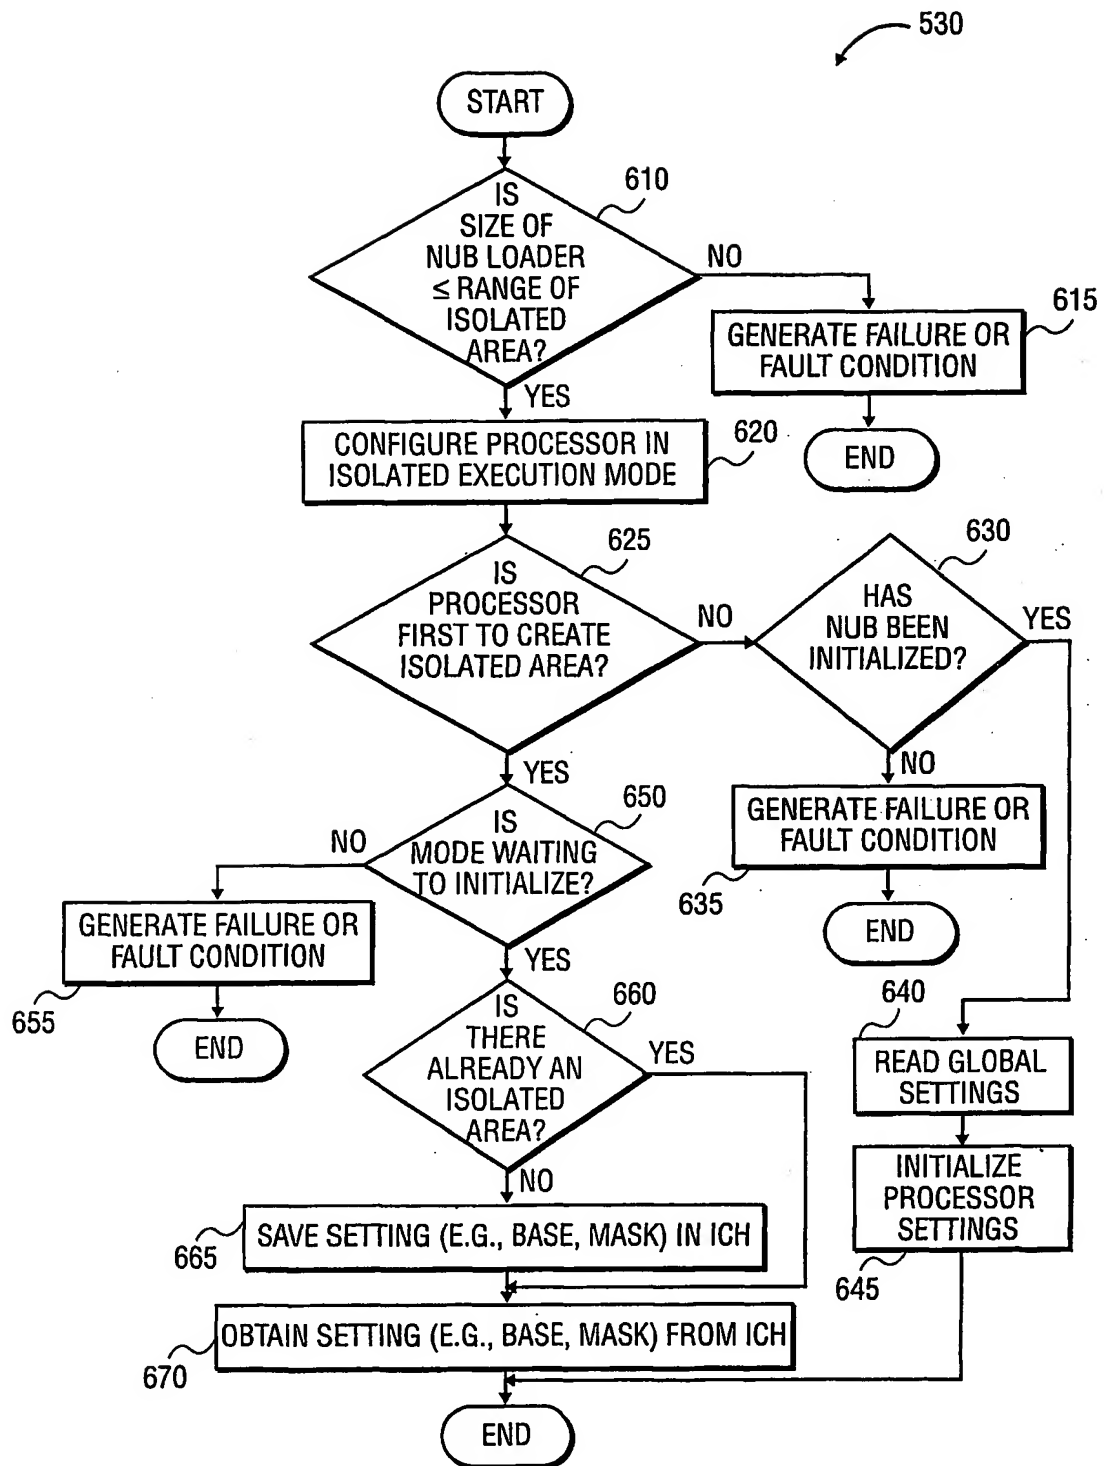 530
START
610
IS
SIZE OF
NUB LOADER
≤ RANGE OF
ISOLATED
AREA?
NO
615
GENERATE FAILURE OR
FAULT CONDITION
END
YES
620
CONFIGURE PROCESSOR IN
ISOLATED EXECUTION MODE
625
IS
PROCESSOR
FIRST TO CREATE
ISOLATED AREA?
NO
630
HAS
NUB BEEN
INITIALIZED?
YES
NO
GENERATE FAILURE OR
FAULT CONDITION
635
END
YES
650
IS
MODE WAITING
TO INITIALIZE?
NO
GENERATE FAILURE OR
FAULT CONDITION
655
END
YES
660
IS
THERE
ALREADY AN
ISOLATED
AREA?
YES
640
READ GLOBAL
SETTINGS
INITIALIZE
PROCESSOR
SETTINGS
645
NO
SAVE SETTING (E.G., BASE, MASK) IN ICH
665
OBTAIN SETTING (E.G., BASE, MASK) FROM ICH
670
END